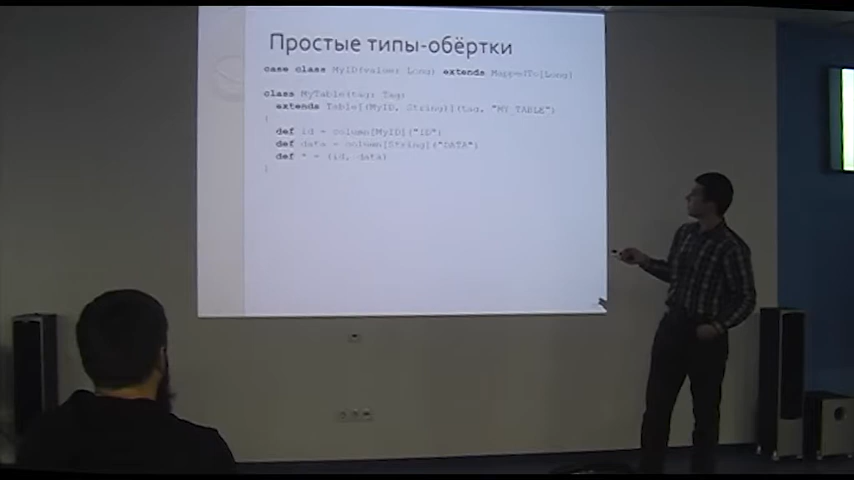 Простые типы-обёртки
case class MyID(value: Long) extends MappedTo[Long]
class MyTable(tag: Tag)
extends Table[(MyID, String)](tag, "MY_TABLE")
{
def id = column[MyID]("ID")
def data = column[String]("DATA")
def * = (id, data)
}